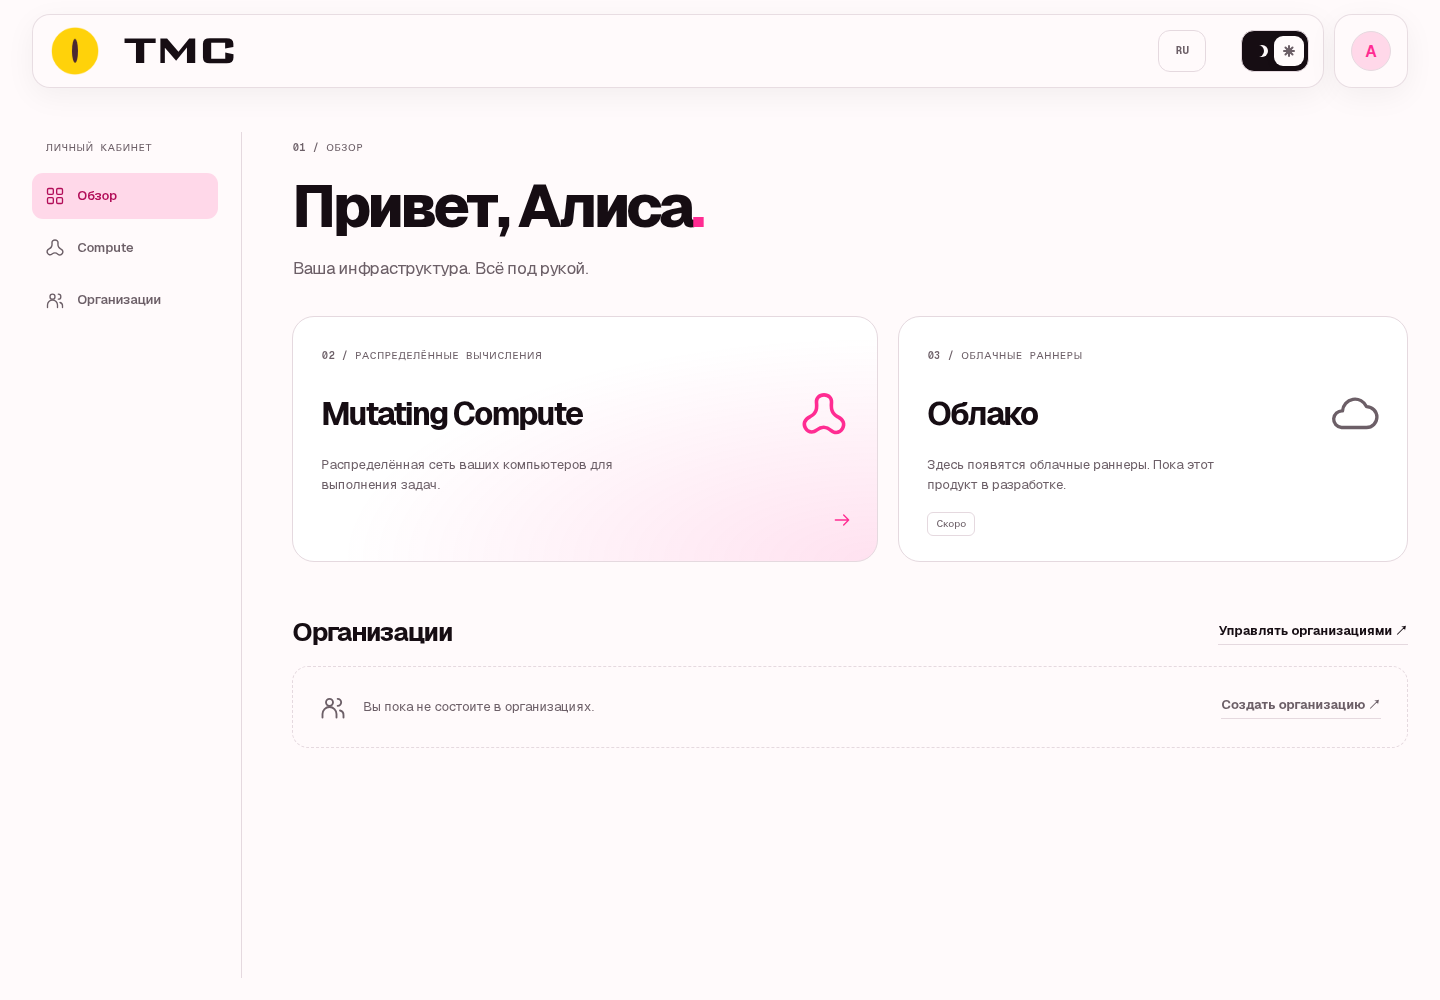 TMC
RU
A
ЛИЧНЫЙ КАБИНЕТ
Обзор
Compute
Организации
01 / ОБЗОР
Привет, Алиса.
Ваша инфраструктура. Всё под рукой.
02 / РАСПРЕДЕЛЁННЫЕ ВЫЧИСЛЕНИЯ
Mutating Compute
Распределённая сеть ваших компьютеров для
выполнения задач.
→
03 / ОБЛАЧНЫЕ РАННЕРЫ
Облако
Здесь появятся облачные раннеры. Пока этот
продукт в разработке.
Скоро
Организации
Управлять организациями ↗
Вы пока не состоите в организациях.
Создать организацию ↗